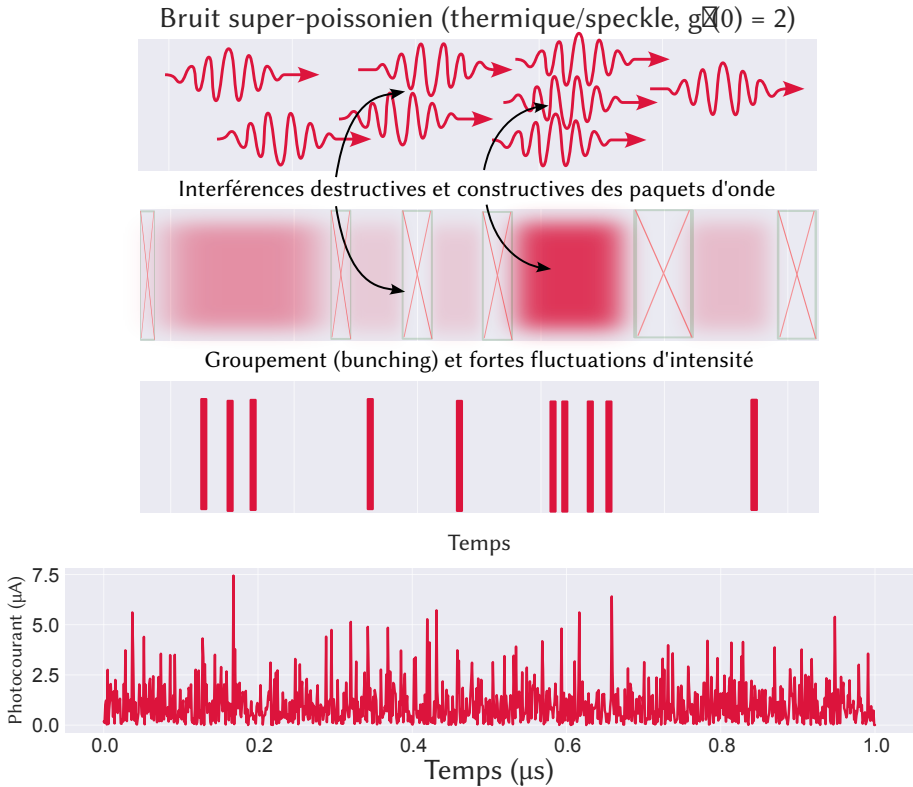 Bruit super-poissonien (thermique/speckle, g(0) = 2)
Interférences destructives et constructives des paquets d'onde
Groupement (bunching) et fortes fluctuations d'intensité
Temps
Photocourant (µA)
7.5
5.0
2.5
0.0
0.0 0.2 0.4 0.6 0.8 1.0
Temps (µs)